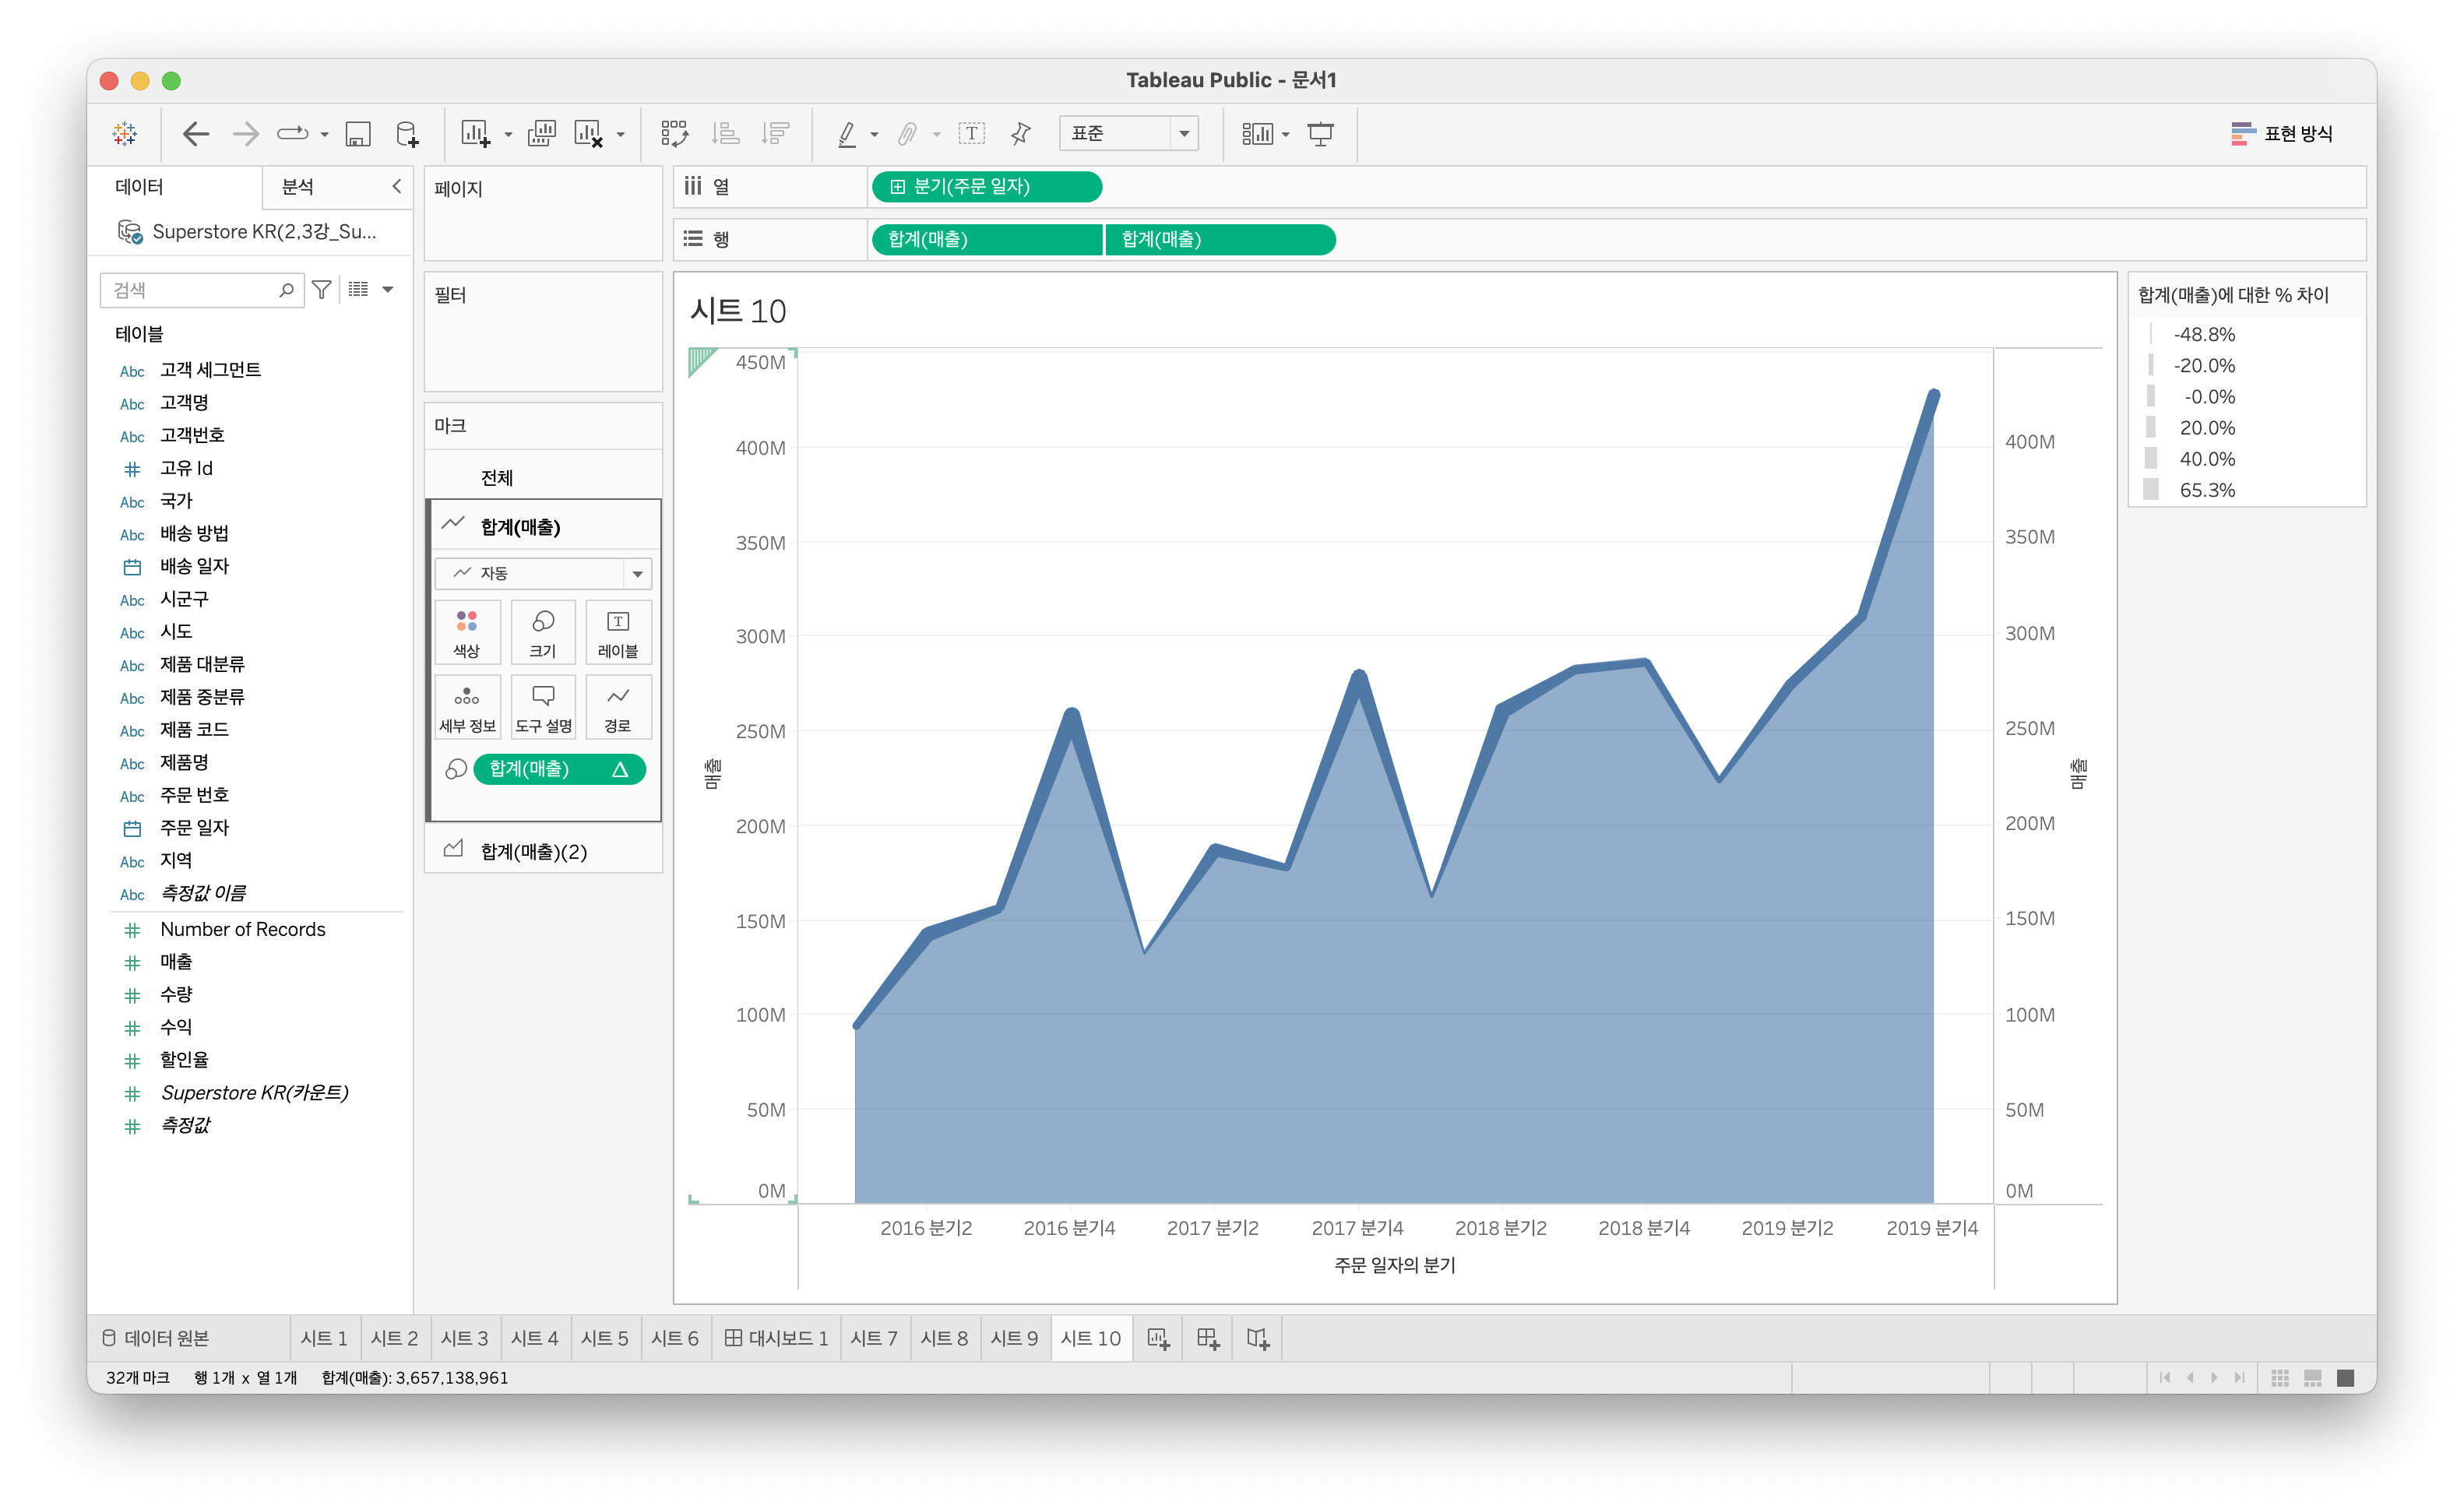 Tableau Public - 문서1
표준
표현 방식
데이터
분석
Superstore KR(2,3강_Su...
검색
테이블
Abc 고객 세그먼트
Abc 고객명
Abc 고객번호
고유 Id
Abc 국가
Abc 배송 방법
배송 일자
Abc 시군구
Abc 시도
Abc 제품 대분류
Abc 제품 중분류
Abc 제품 코드
Abc 제품명
Abc 주문 번호
주문 일자
Abc 지역
Abc 측정값 이름
Number of Records
매출
수량
수익
할인율
Superstore KR(카운트)
측정값
페이지
필터
마크
전체
합계(매출)
자동
색상
크기
레이블
세부 정보
도구 설명
경로
합계(매출)
합계(매출)(2)
열
분기(주문 일자)
행
합계(매출)
합계(매출)
시트 10
450M
400M
350M
300M
250M
200M
150M
100M
50M
0M
매출
400M
350M
300M
250M
200M
150M
100M
50M
0M
매출
2016 분기2
2016 분기4
2017 분기2
2017 분기4
2018 분기2
2018 분기4
2019 분기2
2019 분기4
주문 일자의 분기
합계(매출)에 대한 % 차이
-48.8%
-20.0%
-0.0%
20.0%
40.0%
65.3%
데이터 원본
시트 1
시트 2
시트 3
시트 4
시트 5
시트 6
대시보드 1
시트 7
시트 8
시트 9
시트 10
32개 마크
행 1개 x 열 1개
합계(매출): 3,657,138,961